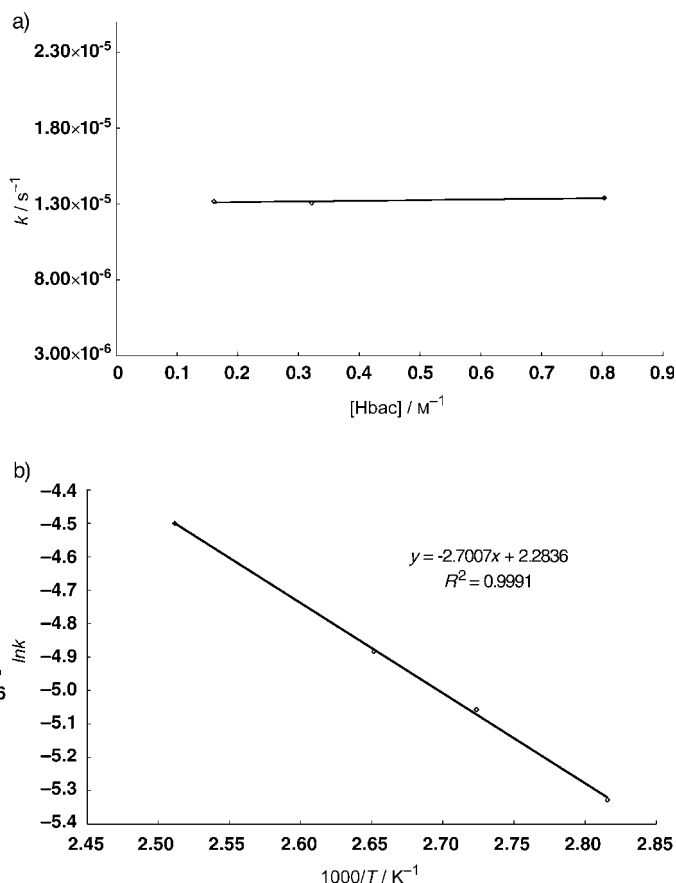 a)
2.30×10⁻⁵
1.80×10⁻⁵
1.30×10⁻⁵
8.00×10⁻⁶
3.00×10⁻⁶
k / s⁻¹
0 0.1 0.2 0.3 0.4 0.5 0.6 0.7 0.8 0.9
[Hbac] / M⁻¹
b)
–4.4
–4.5
–4.6
–4.7
–4.8
–4.9
–5.0
–5.1
–5.2
–5.3
–5.4
lnk
6
y = -2.7007x + 2.2836
R² = 0.9991
2.45 2.50 2.55 2.60 2.65 2.70 2.75 2.80 2.85
1000/T / K⁻¹